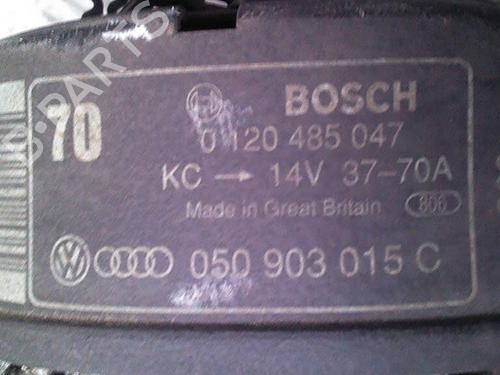 70
BOSCH
0 120 485 047
KC → 14V 37-70A
Made in Great Britain 806
050 903 015 C